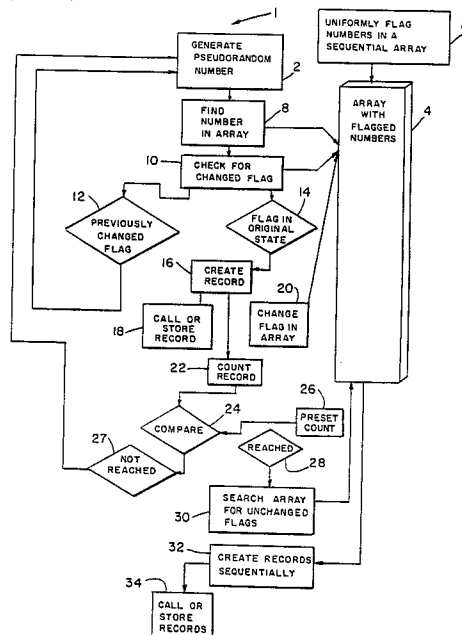 1
UNIFORMLY FLAG
NUMBERS IN A
SEQUENTIAL ARRAY
GENERATE
PSEUDORANDOM
NUMBER
2
ARRAY
WITH
FLAGGED
NUMBERS
4
FIND
NUMBER
IN ARRAY
8
10
CHECK FOR
CHANGED FLAG
12
PREVIOUSLY
CHANGED
FLAG
14
FLAG IN
ORIGINAL
STATE
16
CREATE
RECORD
18
CALL OR
STORE
RECORD
20
CHANGE
FLAG IN
ARRAY
22
COUNT
RECORD
24
COMPARE
26
PRESET
COUNT
27
NOT
REACHED
REACHED
28
30
SEARCH ARRAY
FOR UNCHANGED
FLAGS
32
CREATE RECORDS
SEQUENTIALLY
34
CALL OR
STORE
RECORDS